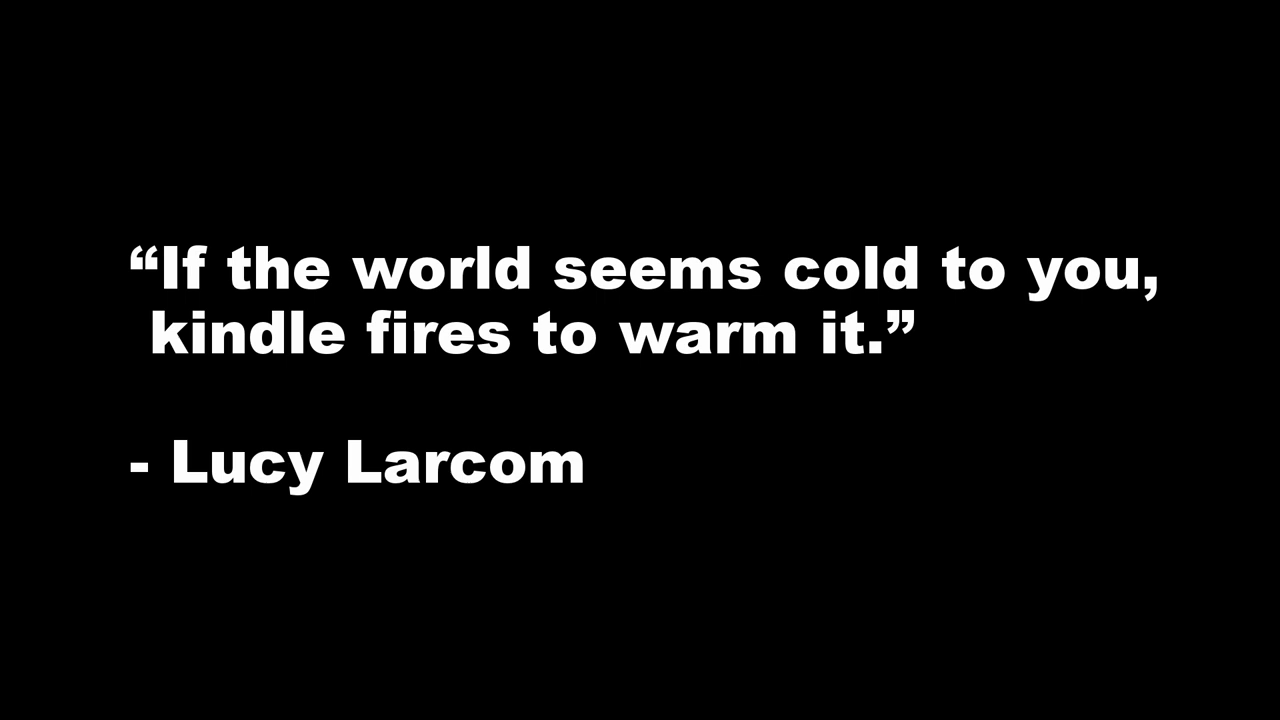 “If the world seems cold to you,
kindle fires to warm it.”
- Lucy Larcom